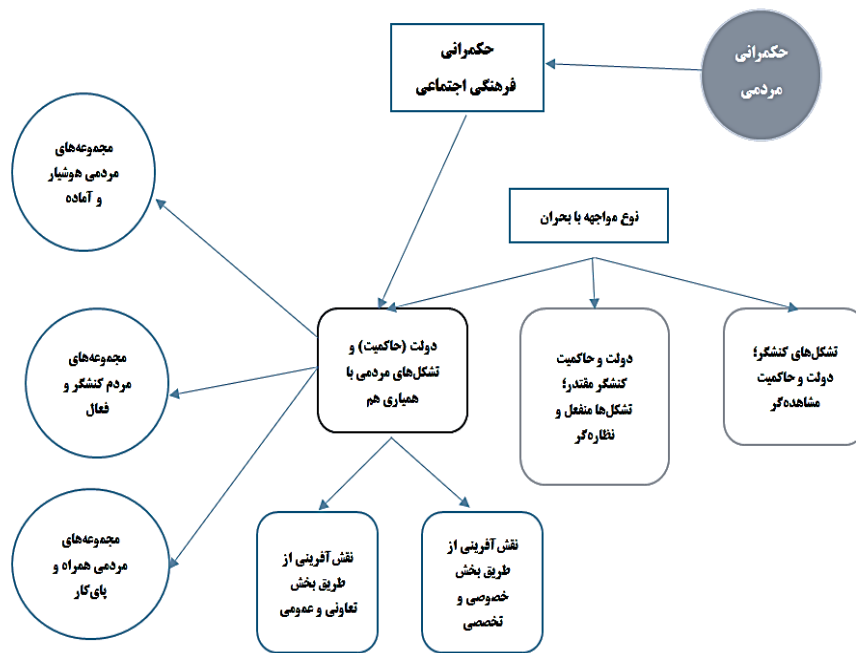 حکمرانی
مردمی
حکمرانی
فرهنگی اجتماعی
مجموعه‌های
مردمی هوشیار
و آماده
نوع مواجهه با بحران
تشکل‌های کنشگر؛
دولت و حاکمیت
مشاهده‌گر
دولت و حاکمیت
کنشگر مقتدر؛
تشکل‌ها منفعل و
نظاره‌گر
دولت (حاکمیت) و
تشکل‌های مردمی با
همیاری هم
مجموعه‌های
مردم کنشگر و
فعال
مجموعه‌های
مردمی همراه و
پای‌کار
نقش‌آفرینی از
طریق بخش
خصوصی و
تخصصی
نقش‌آفرینی از
طریق بخش
تعاونی و عمومی